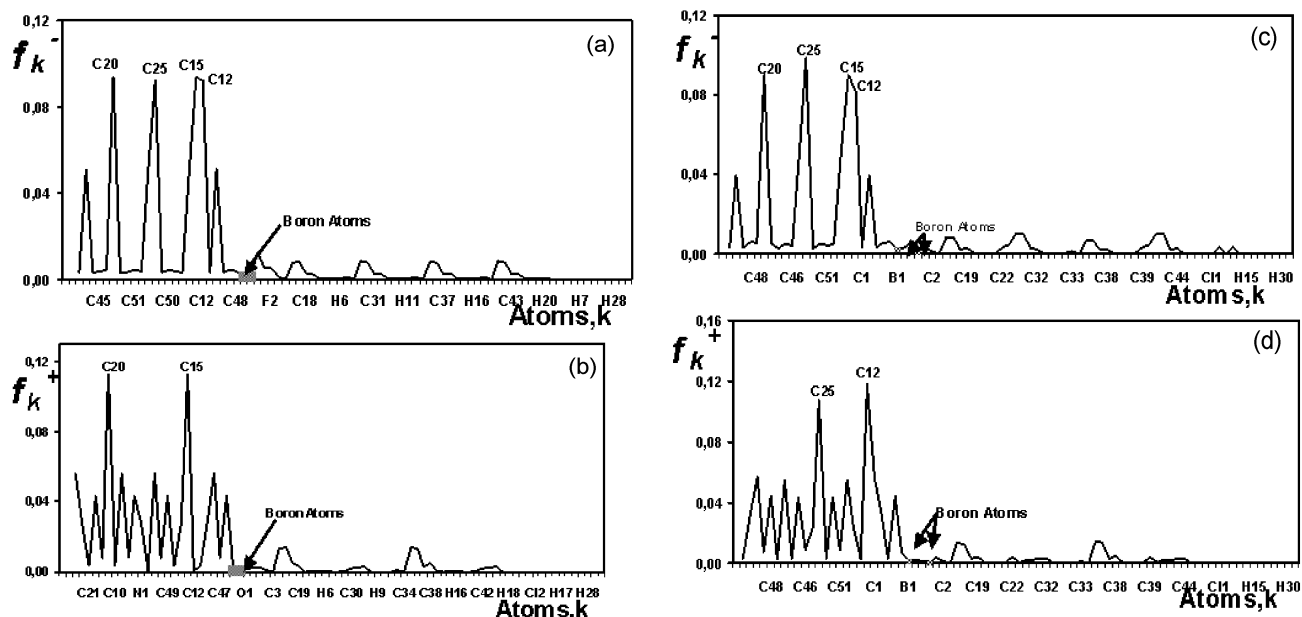 (a)
0,12
0,08
0,04
0,00
f k -
C20
C25
C15
C12
Boron Atoms
C45 C51 C50 C12 C48 F2 C18 H6 C31 H11 C37 H16 C43 H20 H7 H28
Atoms,k
(b)
0,12
0,08
0,04
0,00
f k +
C20
C15
Boron Atoms
C21 C10 N1 C49 C12 C47 O1 C3 C19 H6 C30 H9 C34 C38 H16 C42 H18 Cl2 H17 H28
Atoms,k
(c)
0,12
0,08
0,04
0,00
f k -
C20
C25
C15
C12
Boron Atoms
C48 C46 C51 C1 B1 C2 C19 C22 C32 C33 C38 C39 C44 Cl1 H15 H30
Atoms,k
(d)
0,16
0,12
0,08
0,04
0,00
f k +
C25
C12
Boron Atoms
C48 C46 C51 C1 B1 C2 C19 C22 C32 C33 C38 C39 C44 Cl1 H15 H30
Atoms,k